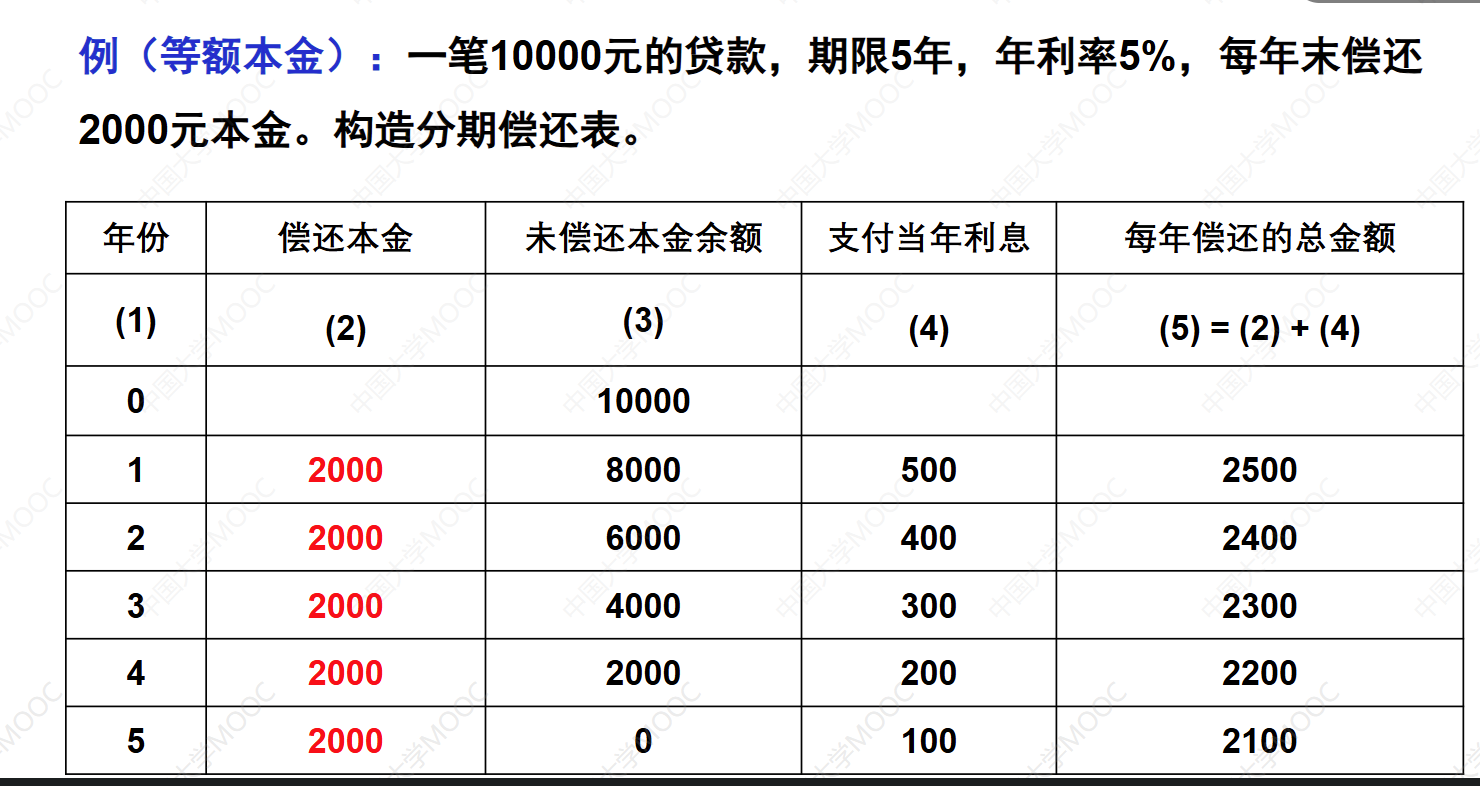 例（等额本金）：一笔10000元的贷款，期限5年，年利率5%，每年末偿还
2000元本金。构造分期偿还表。
年份 偿还本金 未偿还本金余额 支付当年利息 每年偿还的总金额
(1) (2) (3) (4) (5) = (2) + (4)
0 10000
1 2000 8000 500 2500
2 2000 6000 400 2400
3 2000 4000 300 2300
4 2000 2000 200 2200
5 2000 0 100 2100
中国大学MOOC